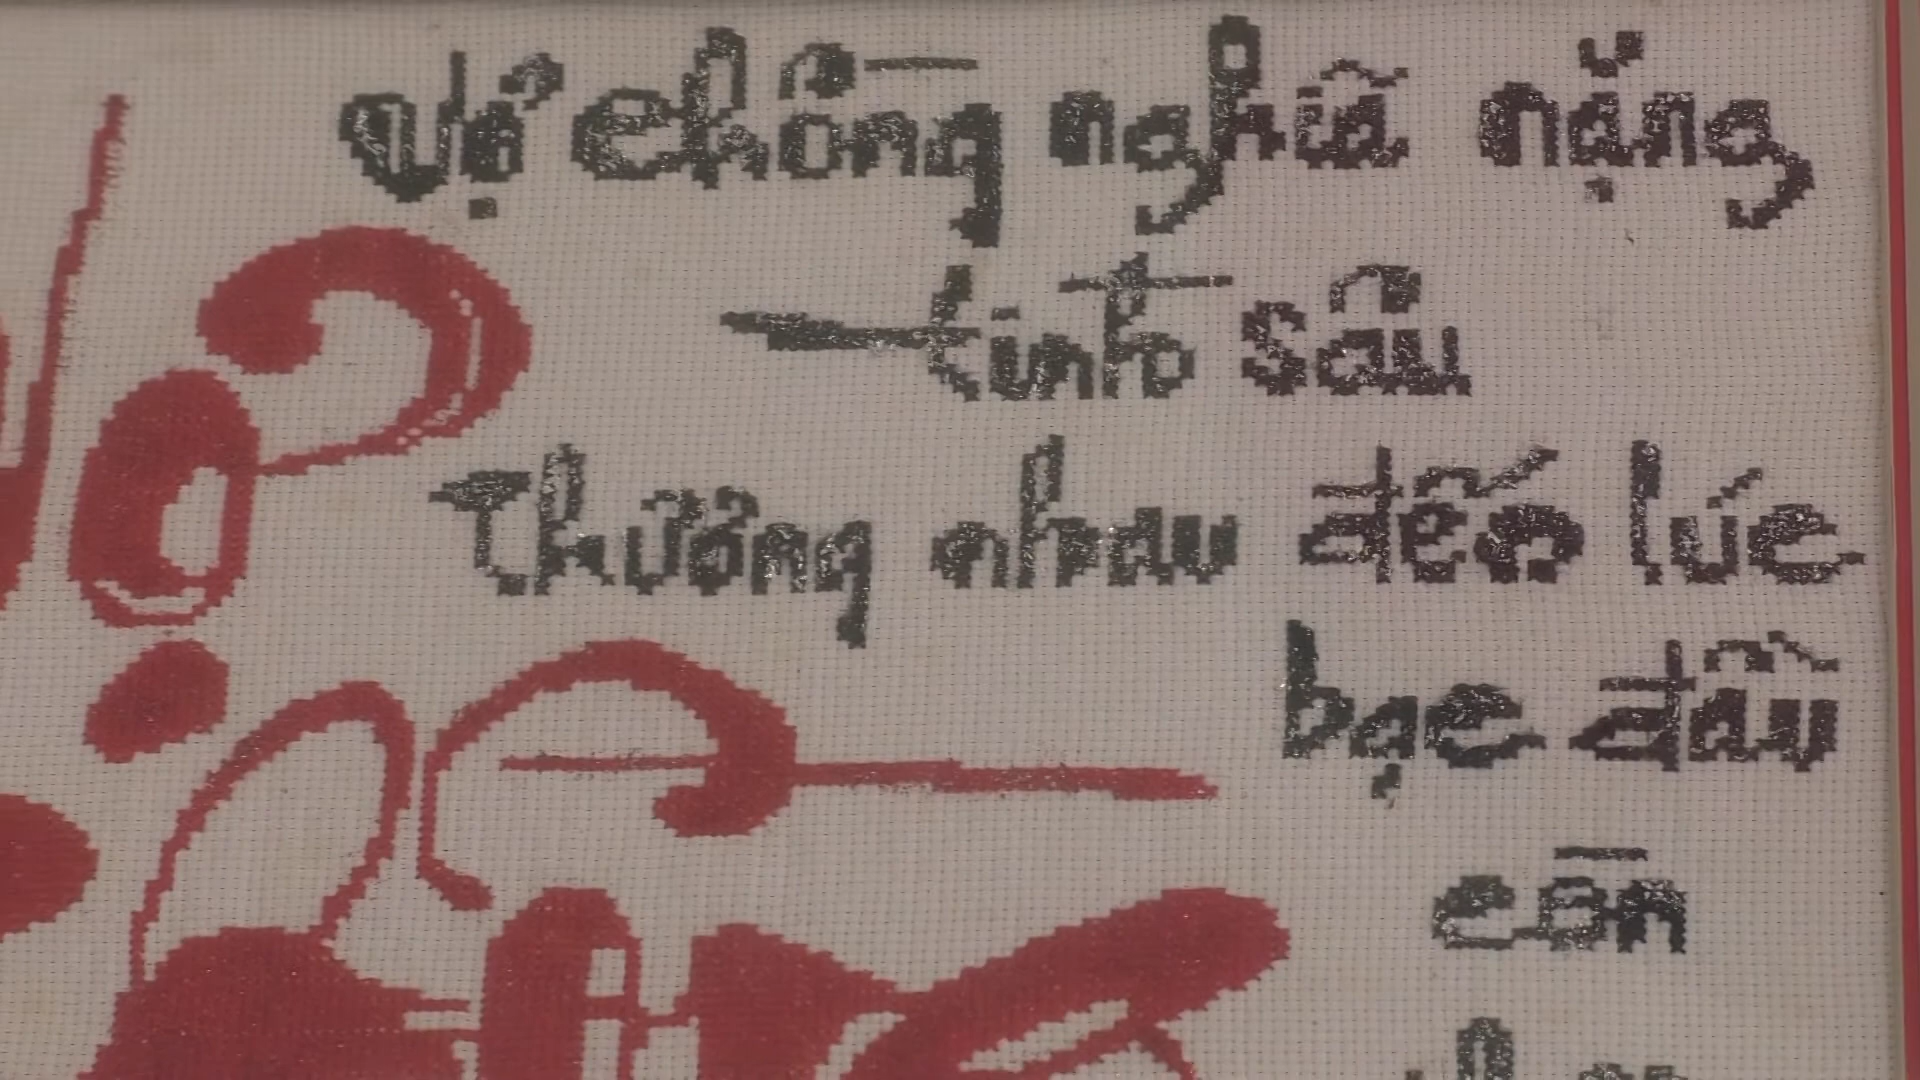 Vợ chồng nghĩa nặng
tình sâu
Thương nhau đến lúc
bạc đầu
còn